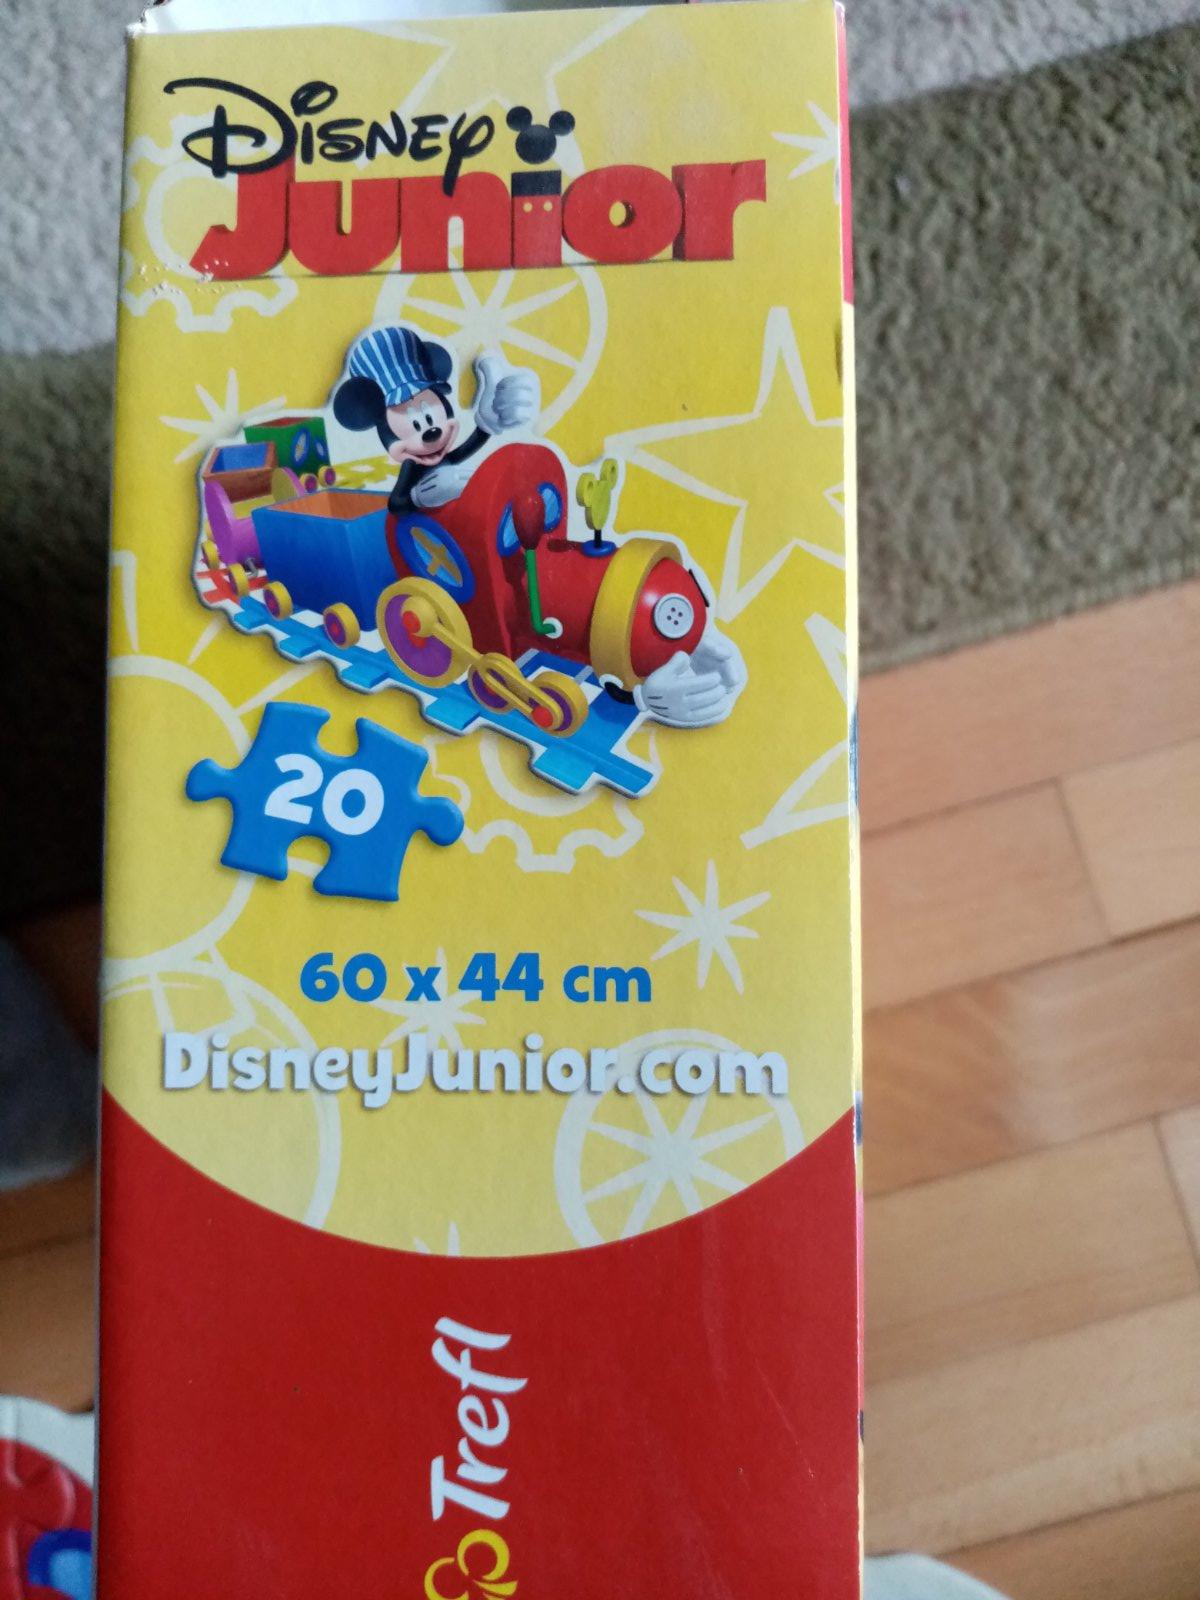 Disney
Junior
20
60 x 44 cm
DisneyJunior.com
Trefl